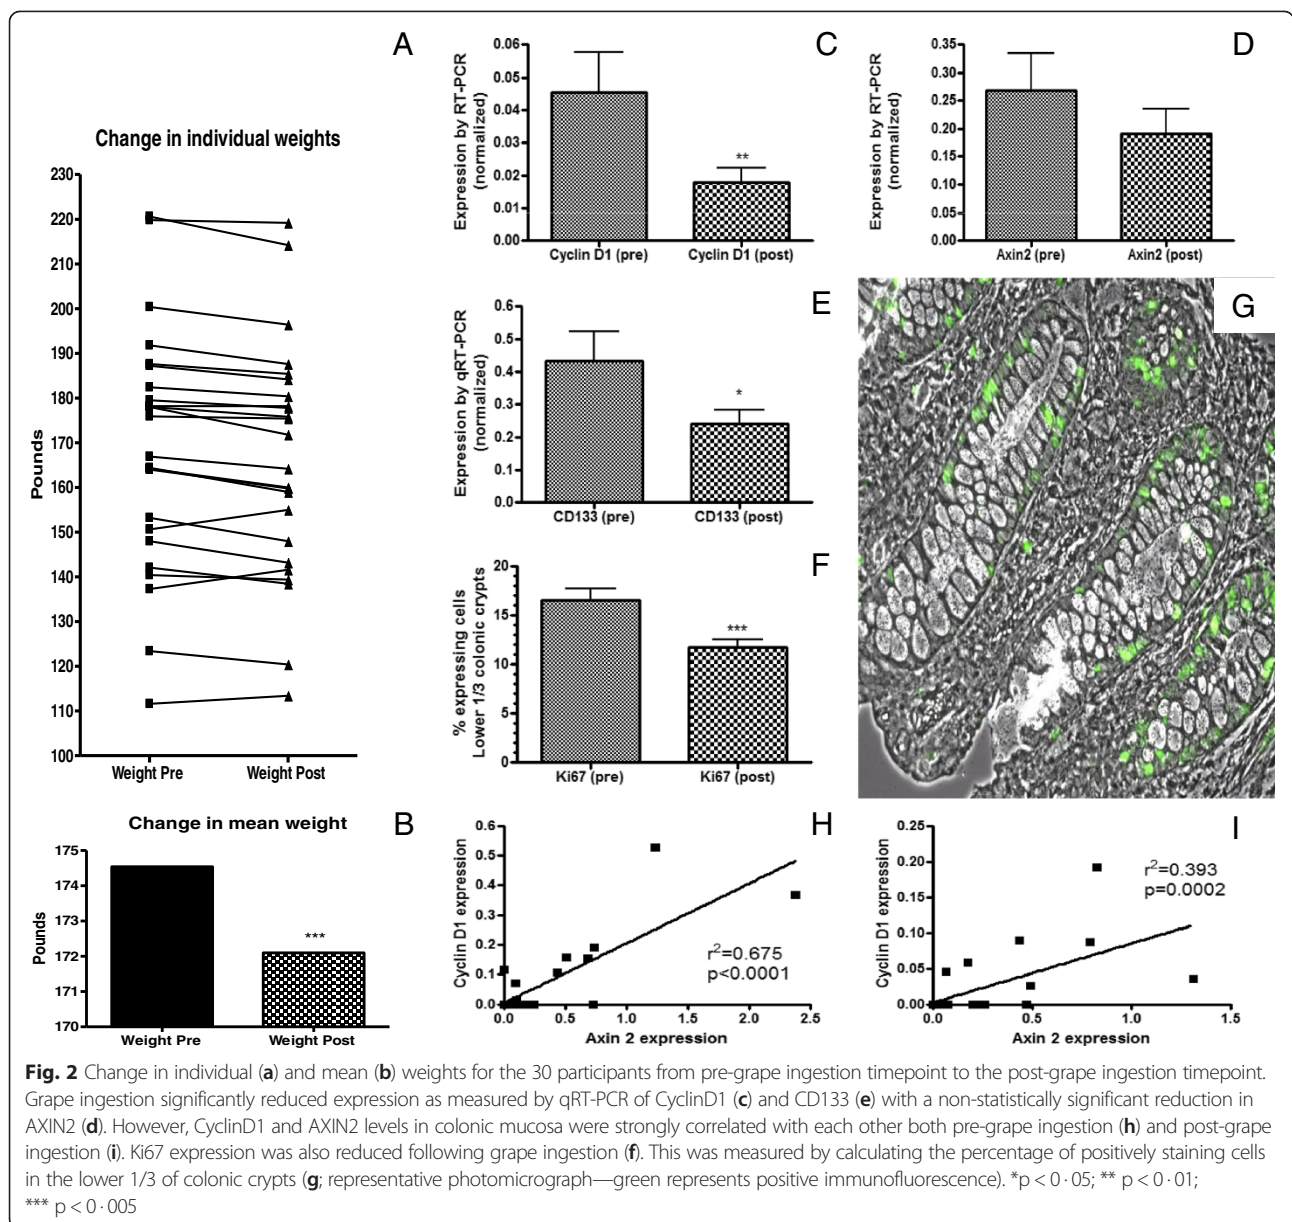 A
Change in individual weights
Pounds
230
220
210
200
190
180
170
160
150
140
130
120
110
100
Weight Pre
Weight Post
B
Change in mean weight
Pounds
175
174
173
172
171
170
***
Weight Pre
Weight Post
C
Expression by RT-PCR
(normalized)
0.06
0.05
0.04
0.03
0.02
0.01
0.00
**
Cyclin D1 (pre)
Cyclin D1 (post)
D
Expression by RT-PCR
(normalized)
0.35
0.30
0.25
0.20
0.15
0.10
0.05
0.00
Axin2 (pre)
Axin2 (post)
E
Expression by qRT-PCR
(normalized)
0.6
0.5
0.4
0.3
0.2
0.1
0.0
*
CD133 (pre)
CD133 (post)
F
% expressing cells
Lower 1/3 colonic crypts
20
15
10
5
0
***
Ki67 (pre)
Ki67 (post)
G
H
Cyclin D1 expression
0.6
0.5
0.4
0.3
0.2
0.1
0.0
r²=0.675
p<0.0001
0.0
0.5
1.0
1.5
2.0
2.5
Axin 2 expression
I
Cyclin D1 expression
0.25
0.20
0.15
0.10
0.05
0.00
r²=0.393
p=0.0002
0.0
0.5
1.0
1.5
Axin 2 expression
Fig. 2 Change in individual (a) and mean (b) weights for the 30 participants from pre-grape ingestion timepoint to the post-grape ingestion timepoint.
Grape ingestion significantly reduced expression as measured by qRT-PCR of CyclinD1 (c) and CD133 (e) with a non-statistically significant reduction in
AXIN2 (d). However, CyclinD1 and AXIN2 levels in colonic mucosa were strongly correlated with each other both pre-grape ingestion (h) and post-grape
ingestion (i). Ki67 expression was also reduced following grape ingestion (f). This was measured by calculating the percentage of positively staining cells
in the lower 1/3 of colonic crypts (g; representative photomicrograph—green represents positive immunofluorescence). *p < 0·05; ** p < 0·01;
*** p < 0·005